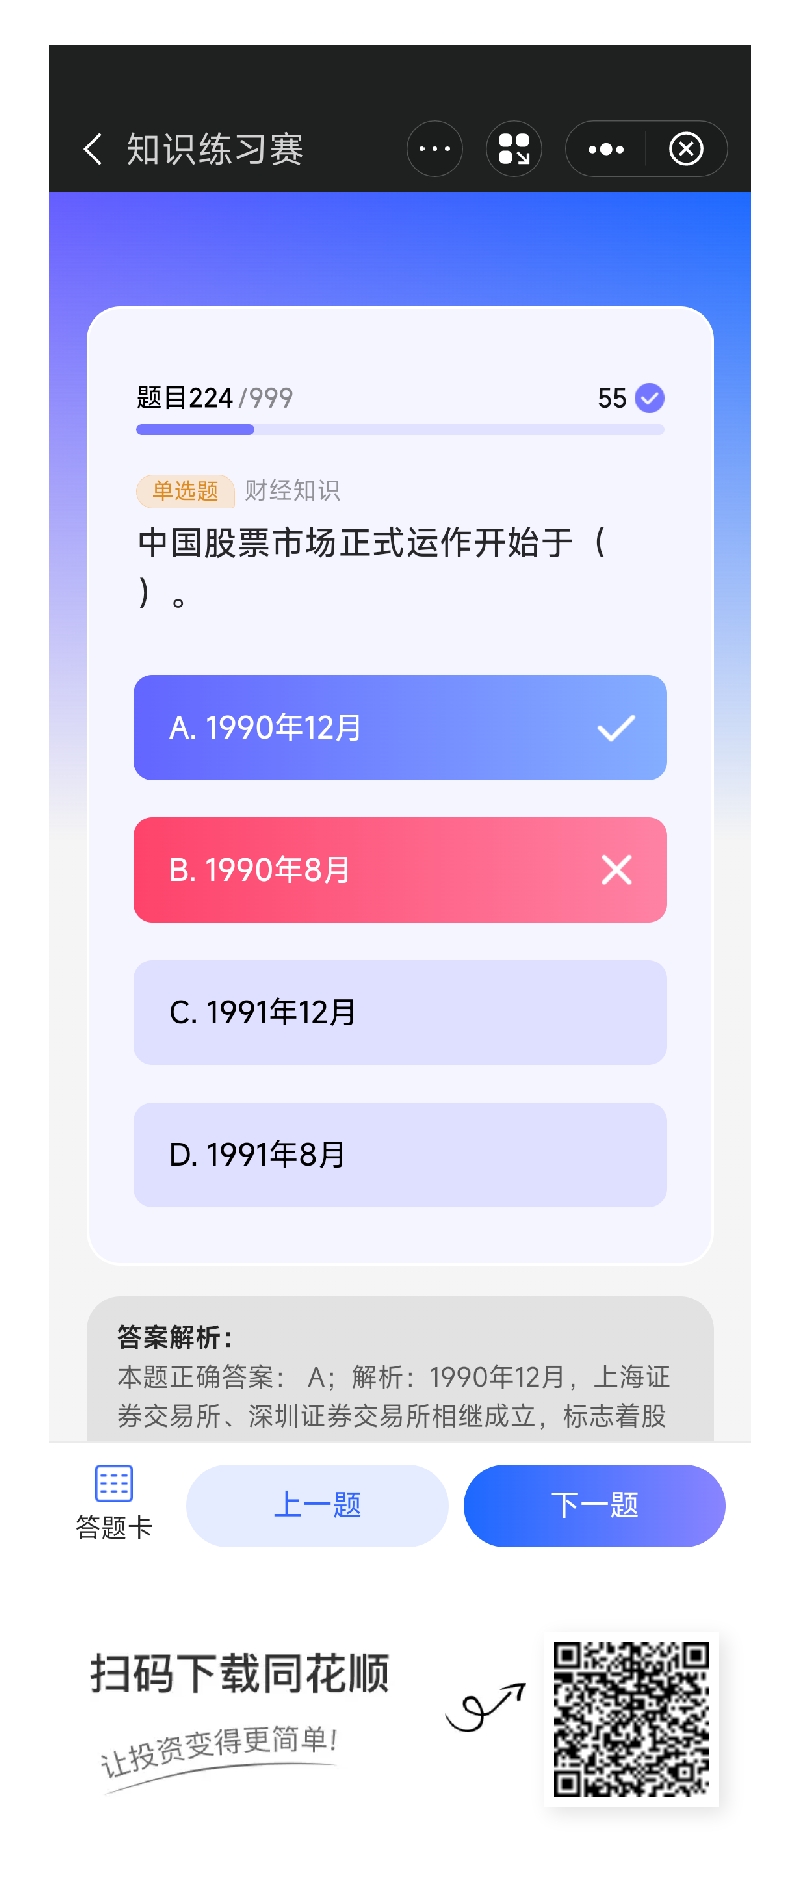 知识练习赛
题目224/999 55
单选题 财经知识
中国股票市场正式运作开始于（
）。
A. 1990年12月
B. 1990年8月
C. 1991年12月
D. 1991年8月
答案解析：
本题正确答案： A；解析：1990年12月，上海证
券交易所、深圳证券交易所相继成立，标志着股
答题卡
上一题
下一题
扫码下载同花顺
让投资变得更简单!